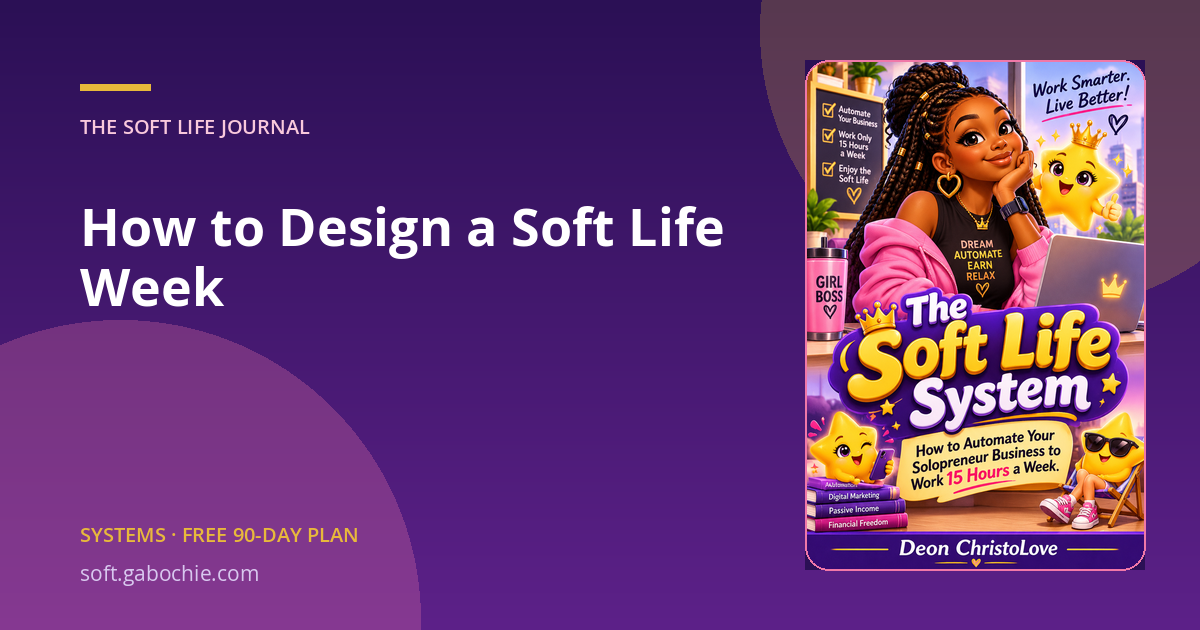 THE SOFT LIFE JOURNAL
How to Design a Soft Life
Week
SYSTEMS · FREE 90-DAY PLAN
soft.gabochie.com
Automate
Your Business
Work Only
15 Hours
a Week
Enjoy the
Soft Life
Work Smarter.
Live Better!
DREAM
AUTOMATE
EARN
RELAX
GIRL
BOSS
The
Soft Life
System
How to Automate Your
Solopreneur Business to
Work 15 Hours a Week.
Automation
Digital Marketing
Passive Income
Financial Freedom
Deon ChristoLove